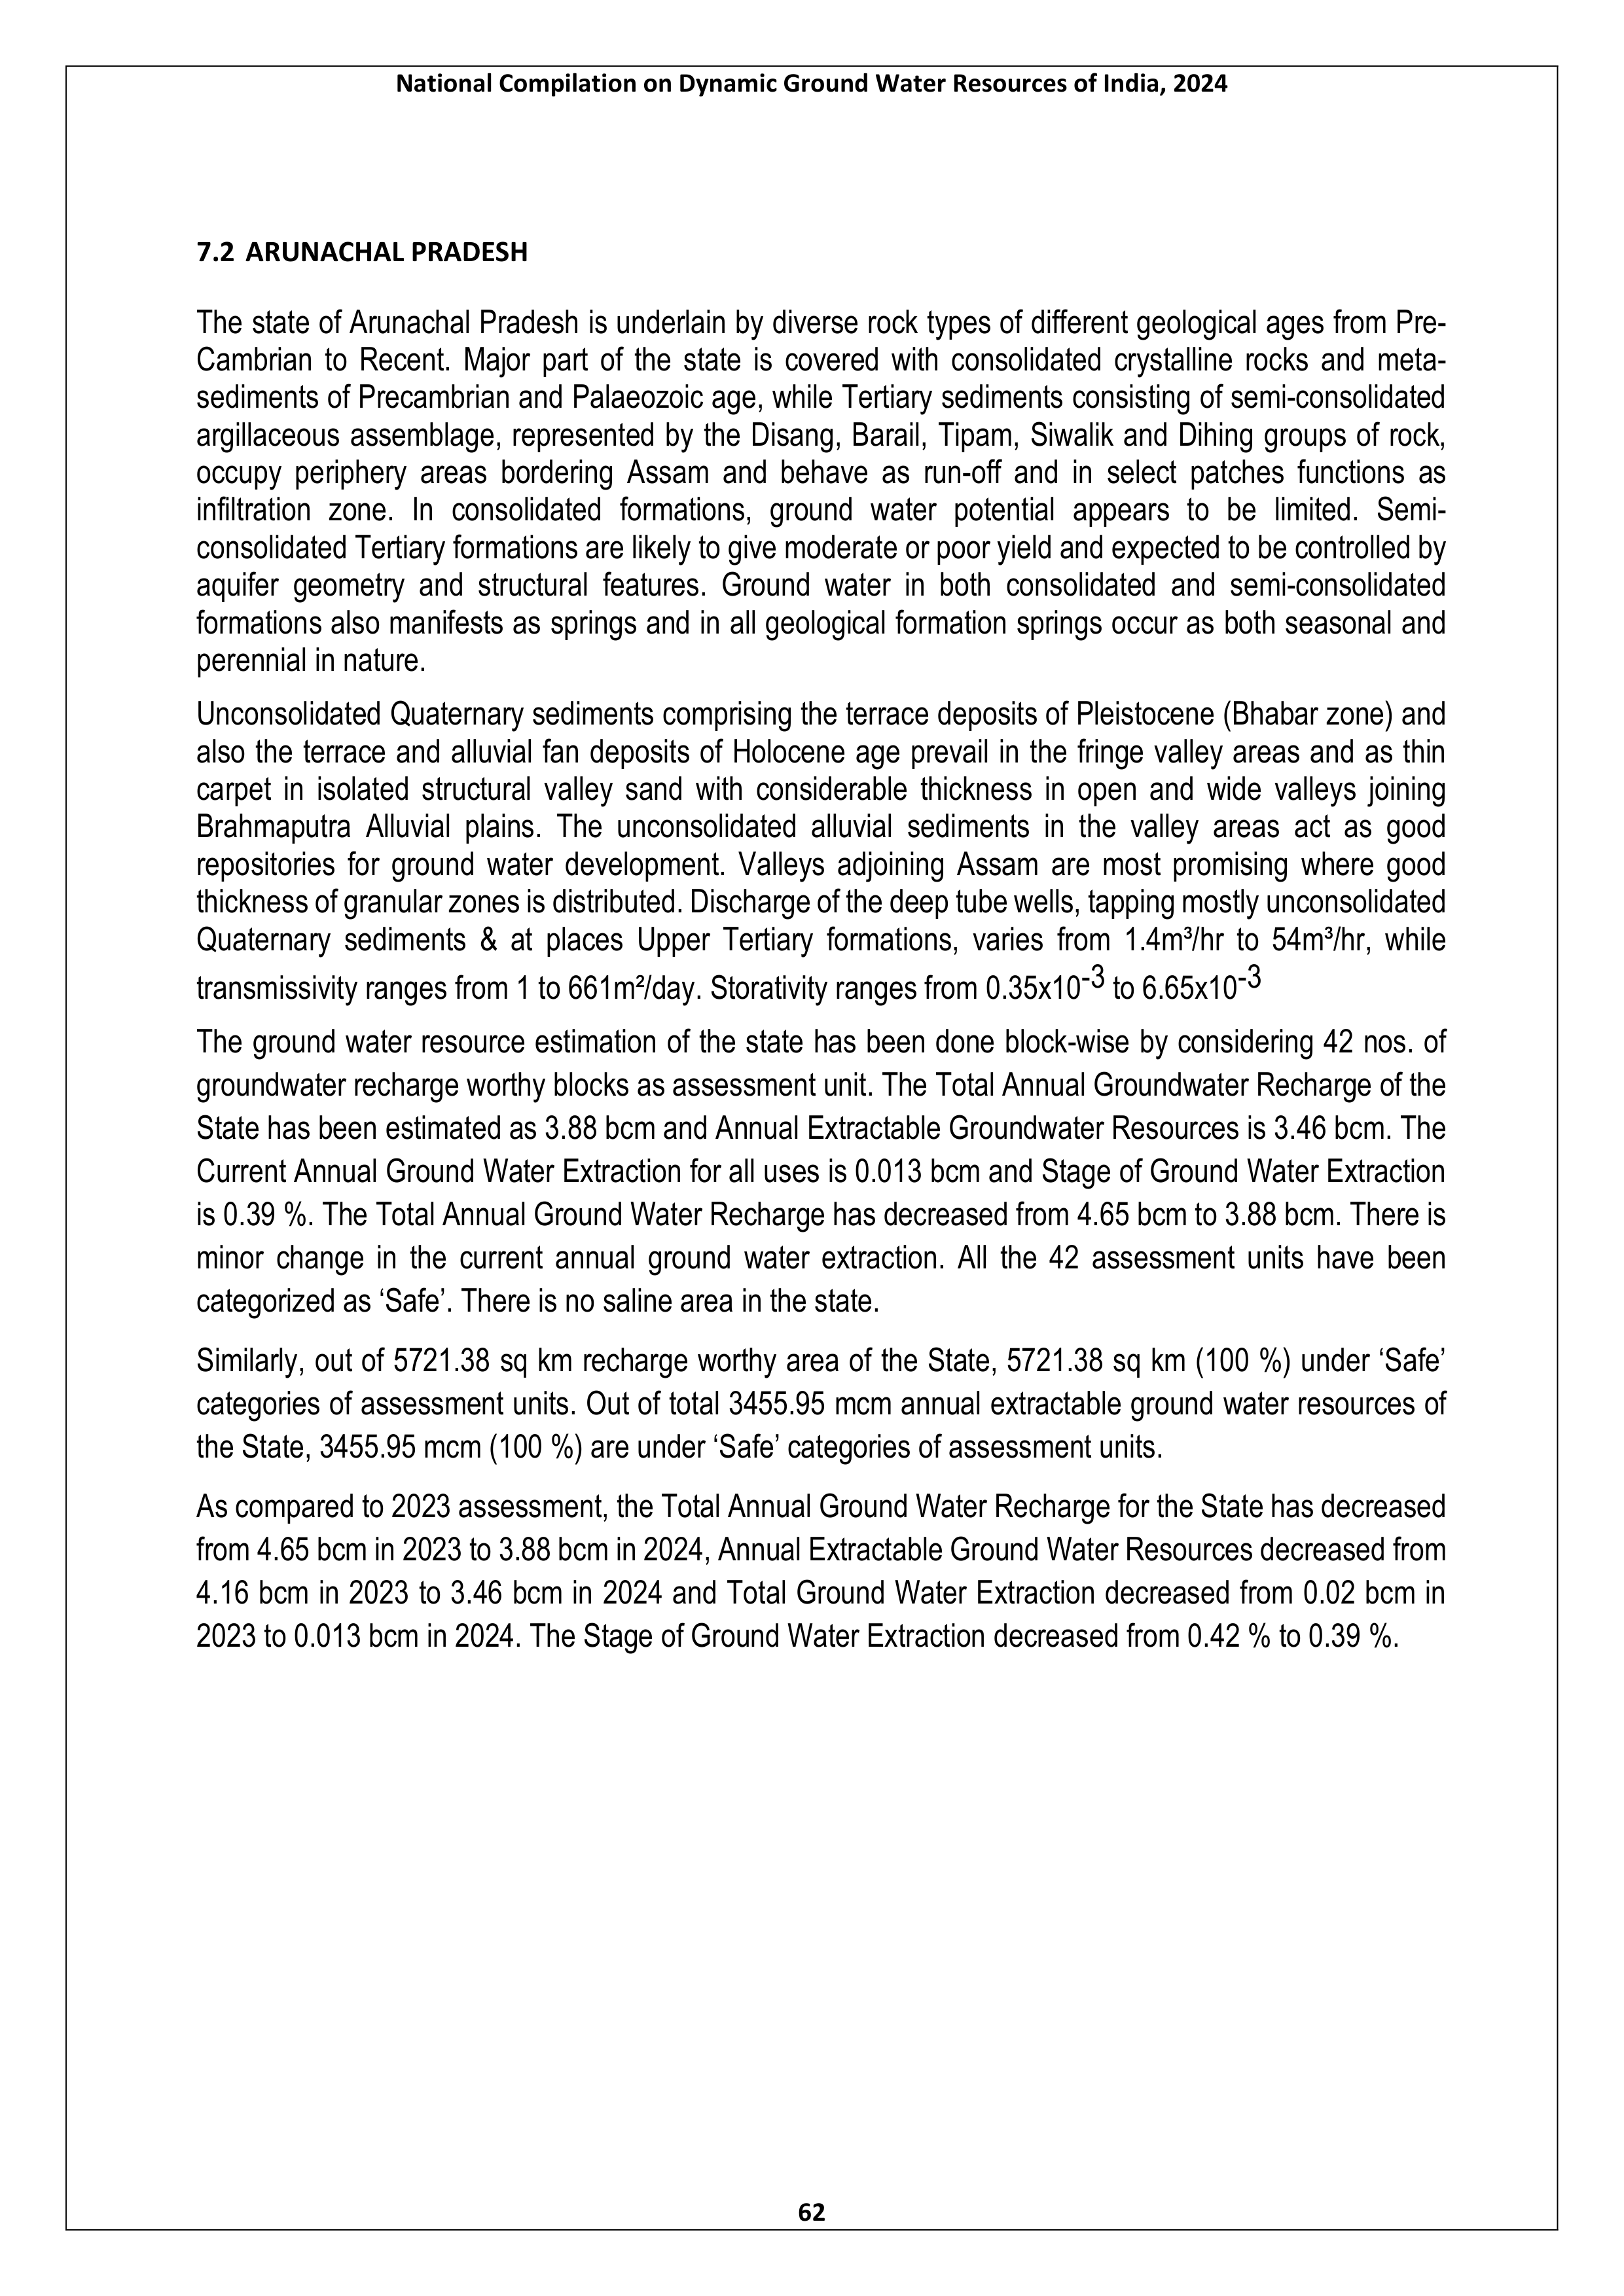 National Compilation on Dynamic Ground Water Resources of India, 2024
7.2 ARUNACHAL PRADESH
The state of Arunachal Pradesh is underlain by diverse rock types of different geological ages from Pre-
Cambrian to Recent. Major part of the state is covered with consolidated crystalline rocks and meta-
sediments of Precambrian and Palaeozoic age, while Tertiary sediments consisting of semi-consolidated
argillaceous assemblage, represented by the Disang, Barail, Tipam, Siwalik and Dihing groups of rock,
occupy periphery areas bordering Assam and behave as run-off and in select patches functions as
infiltration zone. In consolidated formations, ground water potential appears to be limited. Semi-
consolidated Tertiary formations are likely to give moderate or poor yield and expected to be controlled by
aquifer geometry and structural features. Ground water in both consolidated and semi-consolidated
formations also manifests as springs and in all geological formation springs occur as both seasonal and
perennial in nature.
Unconsolidated Quaternary sediments comprising the terrace deposits of Pleistocene (Bhabar zone) and
also the terrace and alluvial fan deposits of Holocene age prevail in the fringe valley areas and as thin
carpet in isolated structural valley sand with considerable thickness in open and wide valleys joining
Brahmaputra Alluvial plains. The unconsolidated alluvial sediments in the valley areas act as good
repositories for ground water development. Valleys adjoining Assam are most promising where good
thickness of granular zones is distributed. Discharge of the deep tube wells, tapping mostly unconsolidated
Quaternary sediments & at places Upper Tertiary formations, varies from 1.4m³/hr to 54m³/hr, while
transmissivity ranges from 1 to 661m²/day. Storativity ranges from 0.35x10⁻³ to 6.65x10⁻³
The ground water resource estimation of the state has been done block-wise by considering 42 nos. of
groundwater recharge worthy blocks as assessment unit. The Total Annual Groundwater Recharge of the
State has been estimated as 3.88 bcm and Annual Extractable Groundwater Resources is 3.46 bcm. The
Current Annual Ground Water Extraction for all uses is 0.013 bcm and Stage of Ground Water Extraction
is 0.39 %. The Total Annual Ground Water Recharge has decreased from 4.65 bcm to 3.88 bcm. There is
minor change in the current annual ground water extraction. All the 42 assessment units have been
categorized as ‘Safe’. There is no saline area in the state.
Similarly, out of 5721.38 sq km recharge worthy area of the State, 5721.38 sq km (100 %) under ‘Safe’
categories of assessment units. Out of total 3455.95 mcm annual extractable ground water resources of
the State, 3455.95 mcm (100 %) are under ‘Safe’ categories of assessment units.
As compared to 2023 assessment, the Total Annual Ground Water Recharge for the State has decreased
from 4.65 bcm in 2023 to 3.88 bcm in 2024, Annual Extractable Ground Water Resources decreased from
4.16 bcm in 2023 to 3.46 bcm in 2024 and Total Ground Water Extraction decreased from 0.02 bcm in
2023 to 0.013 bcm in 2024. The Stage of Ground Water Extraction decreased from 0.42 % to 0.39 %.
62